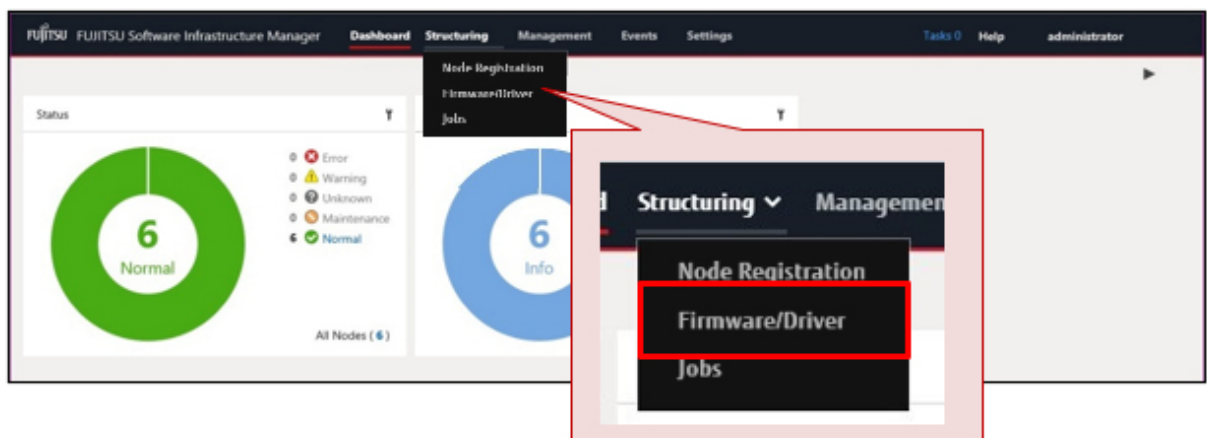 FUJITSU FUJITSU Software Infrastructure Manager Dashboard Structuring Management Events Settings Tasks 0 Help administrator
Node Registration
Firmware/Driver
Jobs
Status
0 Error
0 Warning
0 Unknown
0 Maintenance
6 Normal
6
Normal
All Nodes ( 6 )
6
Info
Structuring Managemen
Node Registration
Firmware/Driver
Jobs